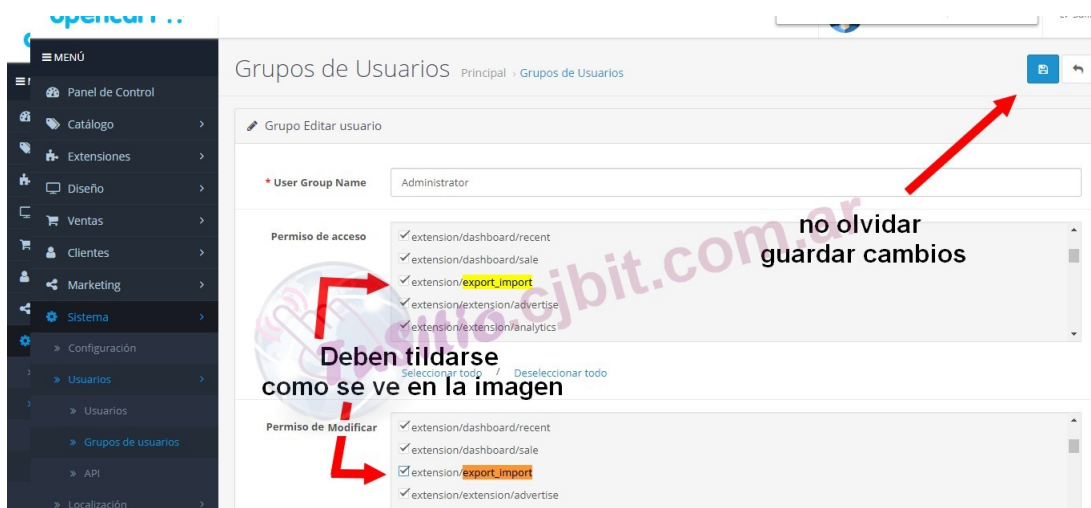 opencart
≡ MENÚ
Grupos de Usuarios Principal › Grupos de Usuarios
Panel de Control
Catálogo
Grupo Editar usuario
Extensiones
Diseño
* User Group Name Administrator
Ventas
no olvidar
guardar cambios
Permiso de acceso
extension/dashboard/recent
Clientes
extension/dashboard/sale
Marketing
extension/export_import
extension/extension/advertise
Sistema
extension/extension/analytics
Tusitio.cjbit.com.ar
» Configuración
Deben tildarse
como se ve en la imagen
Seleccionar todo / Deseleccionar todo
» Usuarios
» Usuarios
Permiso de Modificar
extension/dashboard/recent
» Grupos de usuarios
extension/dashboard/sale
» API
extension/export_import
extension/extension/advertise
» Localización